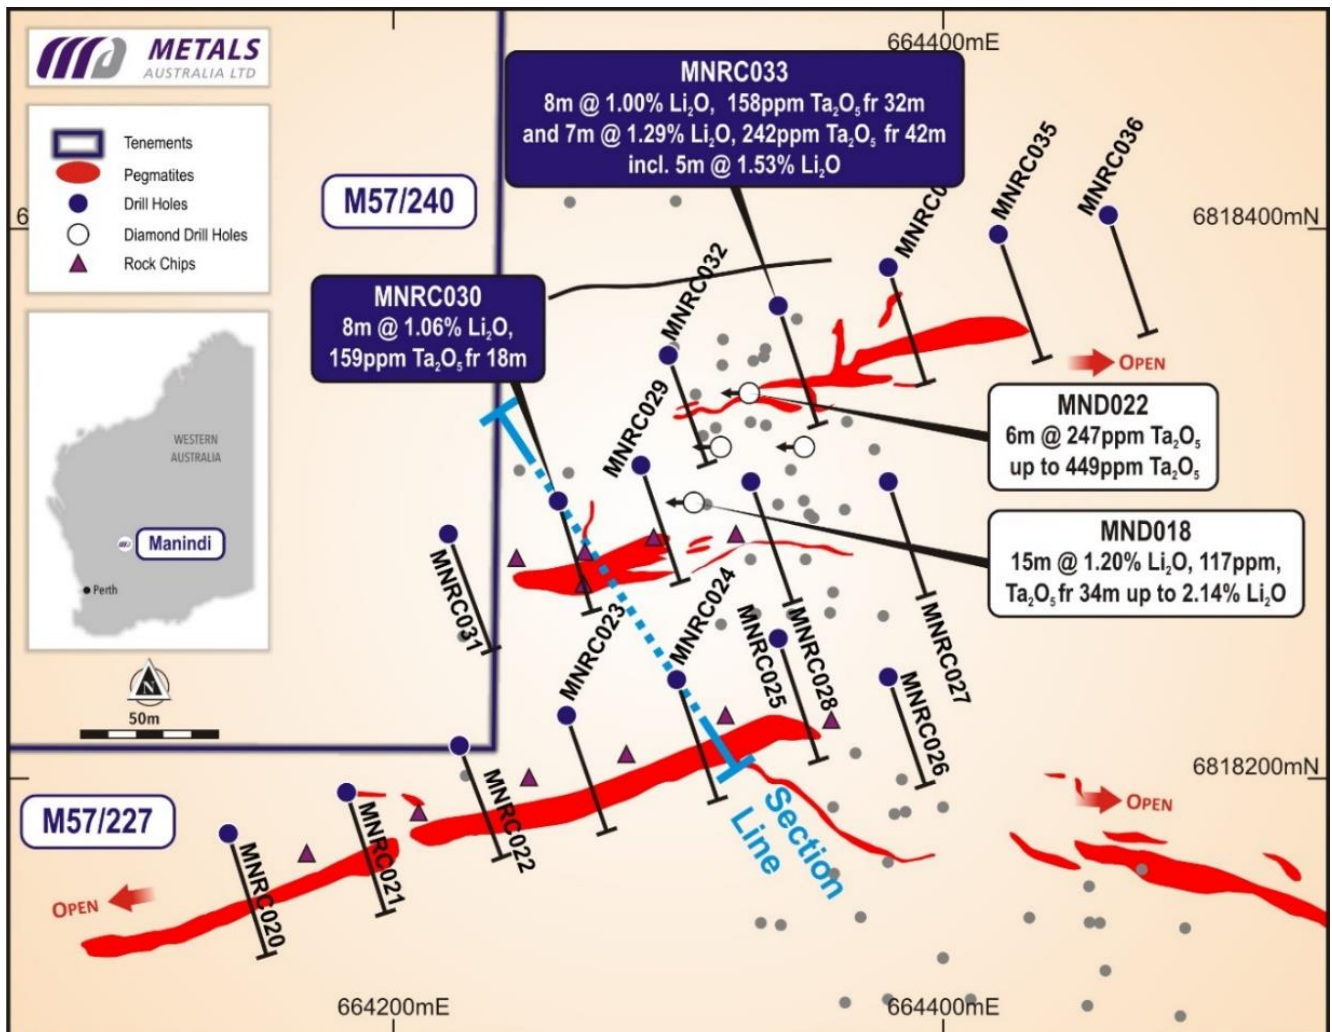 METALS
AUSTRALIA LTD
Tenements
Pegmatites
Drill Holes
Diamond Drill Holes
Rock Chips
WESTERN
AUSTRALIA
Manindi
Perth
N
50m
M57/240
M57/227
664400mE
6818400mN
6818200mN
664200mE
664400mE
MNRC033
8m @ 1.00% Li₂O, 158ppm Ta₂O₅ fr 32m
and 7m @ 1.29% Li₂O, 242ppm Ta₂O₅ fr 42m
incl. 5m @ 1.53% Li₂O
MNRC030
8m @ 1.06% Li₂O,
159ppm Ta₂O₅ fr 18m
MND022
6m @ 247ppm Ta₂O₅
up to 449ppm Ta₂O₅
MND018
15m @ 1.20% Li₂O, 117ppm,
Ta₂O₅ fr 34m up to 2.14% Li₂O
MNRC035
MNRC036
MNRC032
MNRC029
MNRC031
MNRC023
MNRC024
MNRC025
MNRC028
MNRC027
MNRC026
MNRC022
MNRC021
MNRC020
OPEN
OPEN
OPEN
Section
Line